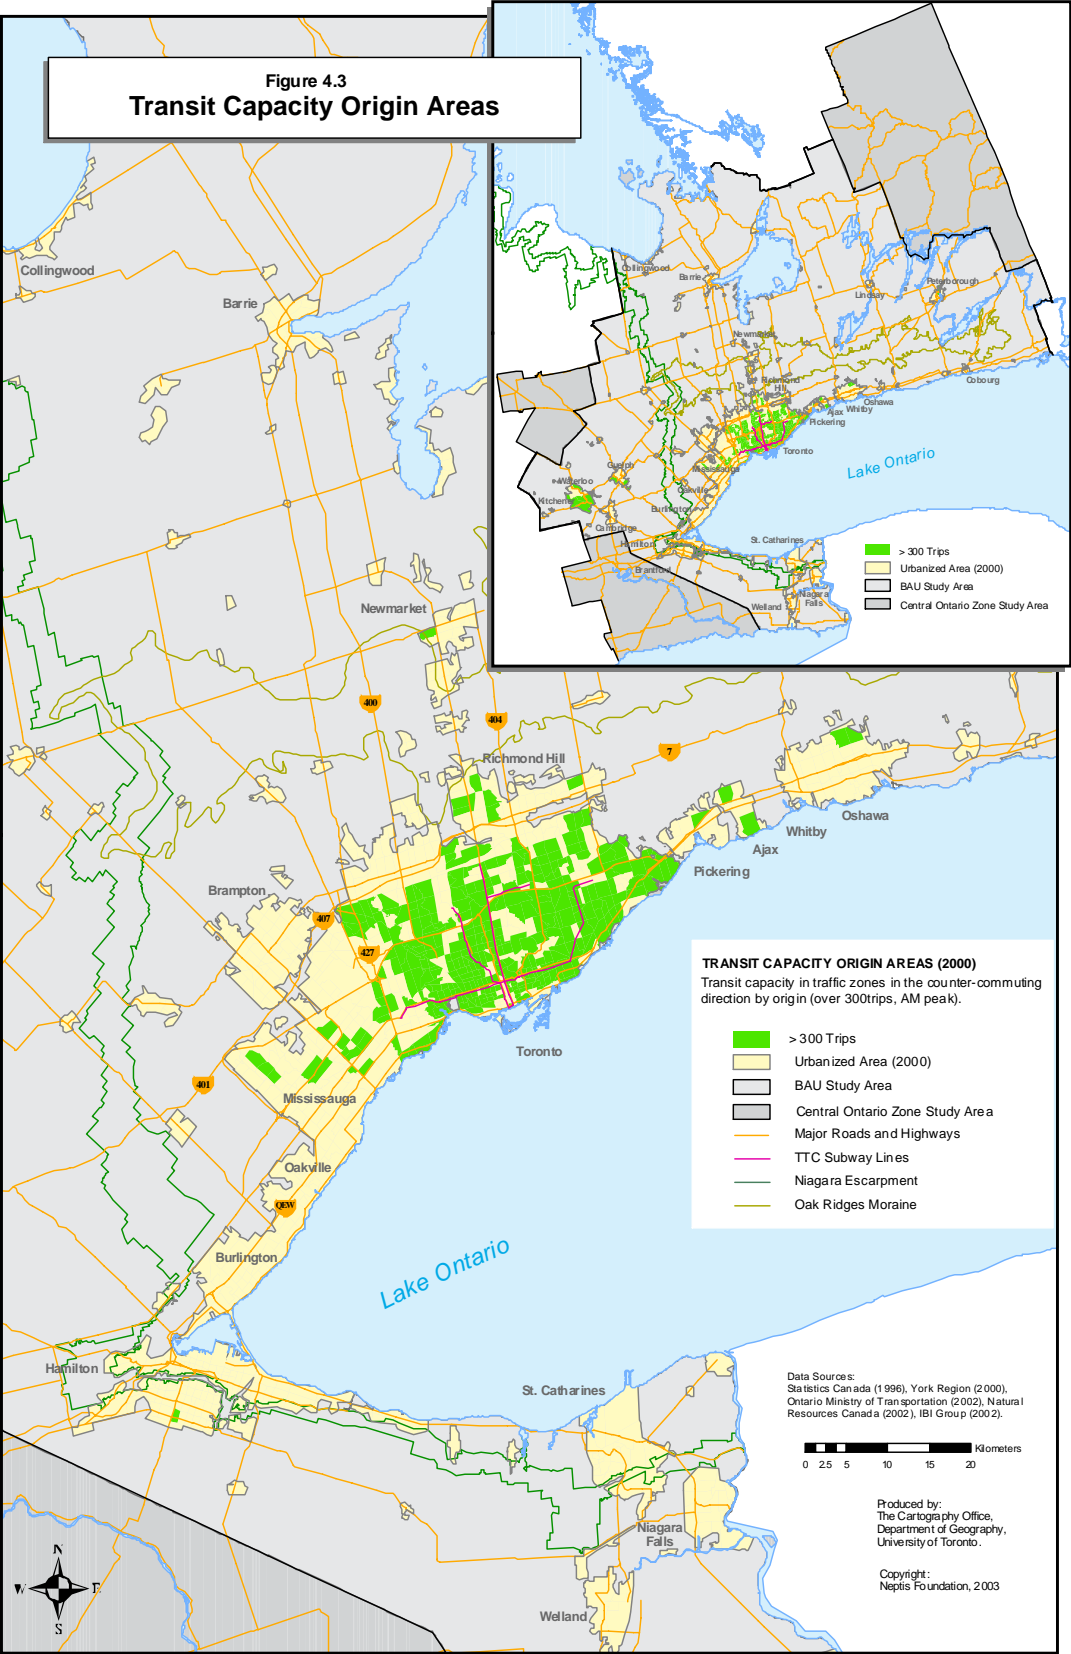 Figure 4.3
Transit Capacity Origin Areas
Collingwood
Barrie
Newmarket
Richmond Hill
400
404
7
Oshawa
Whitby
Ajax
Pickering
Brampton
407
427
Toronto
401
Mississauga
Oakville
QEW
Burlington
Lake Ontario
Hamilton
St. Catharines
Niagara
Falls
Welland
N
W
E
S
Collingwood
Barrie
Lindsay
Peterborough
Newmarket
Richmond
Hill
Cobourg
Oshawa
Whitby
Ajax
Pickering
Toronto
Lake Ontario
Mississauga
Guelph
Waterloo
Kitchener
Oakville
Burlington
Cambridge
Hamilton
St. Catharines
Brantford
Niagara
Falls
Welland
> 300 Trips
Urbanized Area (2000)
BAU Study Area
Central Ontario Zone Study Area
TRANSIT CAPACITY ORIGIN AREAS (2000)
Transit capacity in traffic zones in the counter-commuting
direction by origin (over 300trips, AM peak).
> 300 Trips
Urbanized Area (2000)
BAU Study Area
Central Ontario Zone Study Area
Major Roads and Highways
TTC Subway Lines
Niagara Escarpment
Oak Ridges Moraine
Data Sources:
Statistics Canada (1996), York Region (2000),
Ontario Ministry of Transportation (2002), Natural
Resources Canada (2002), IBI Group (2002).
Kilometers
0 2.5 5 10 15 20
Produced by:
The Cartography Office,
Department of Geography,
University of Toronto.
Copyright:
Neptis Foundation, 2003